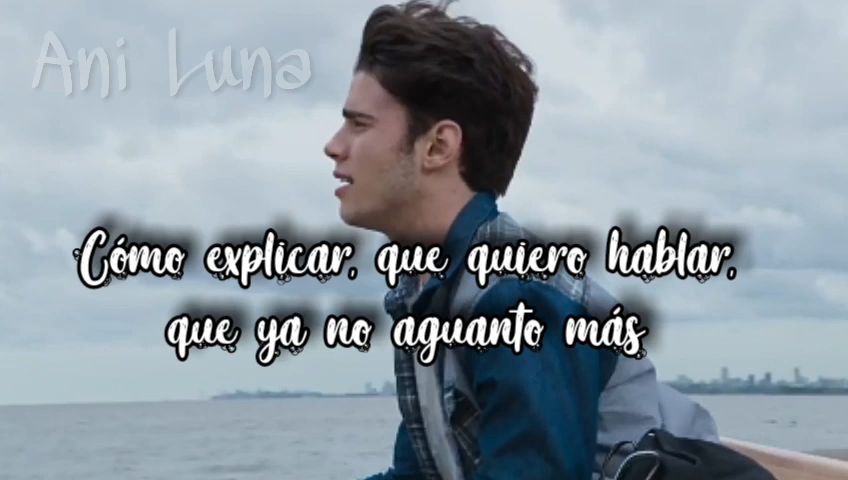 Ani Luna
Cómo explicar, que quiero hablar,
que ya no aguanto más